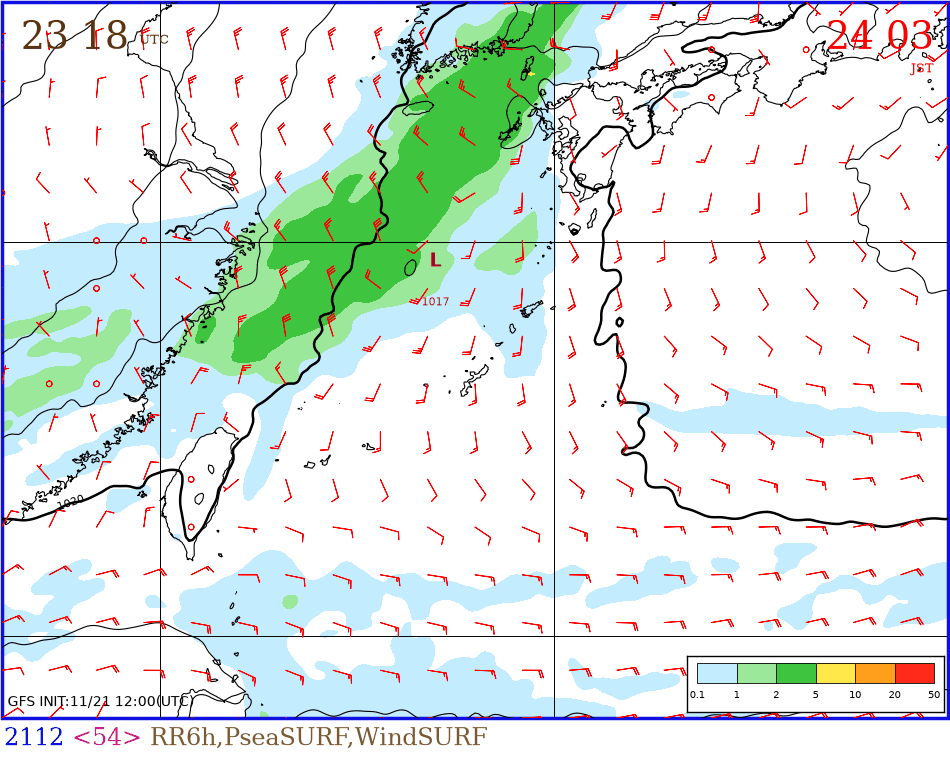 23 18 UTC
24 03
JST
L
1017
1020
GFS INIT:11/21 12:00(UTC)
0.1 1 2 5 10 20 50
2112 <54> RR6h,PseaSURF,WindSURF